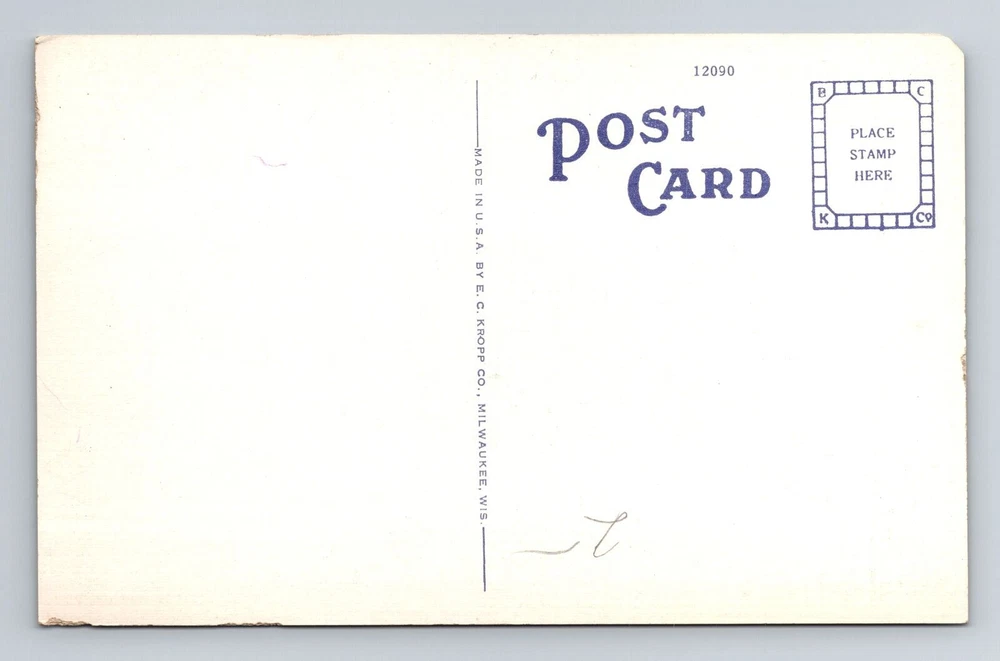 12090
POST
CARD
B C
PLACE
STAMP
HERE
K Co
MADE IN U.S.A. BY E. C. KROPP CO., MILWAUKEE, WIS.